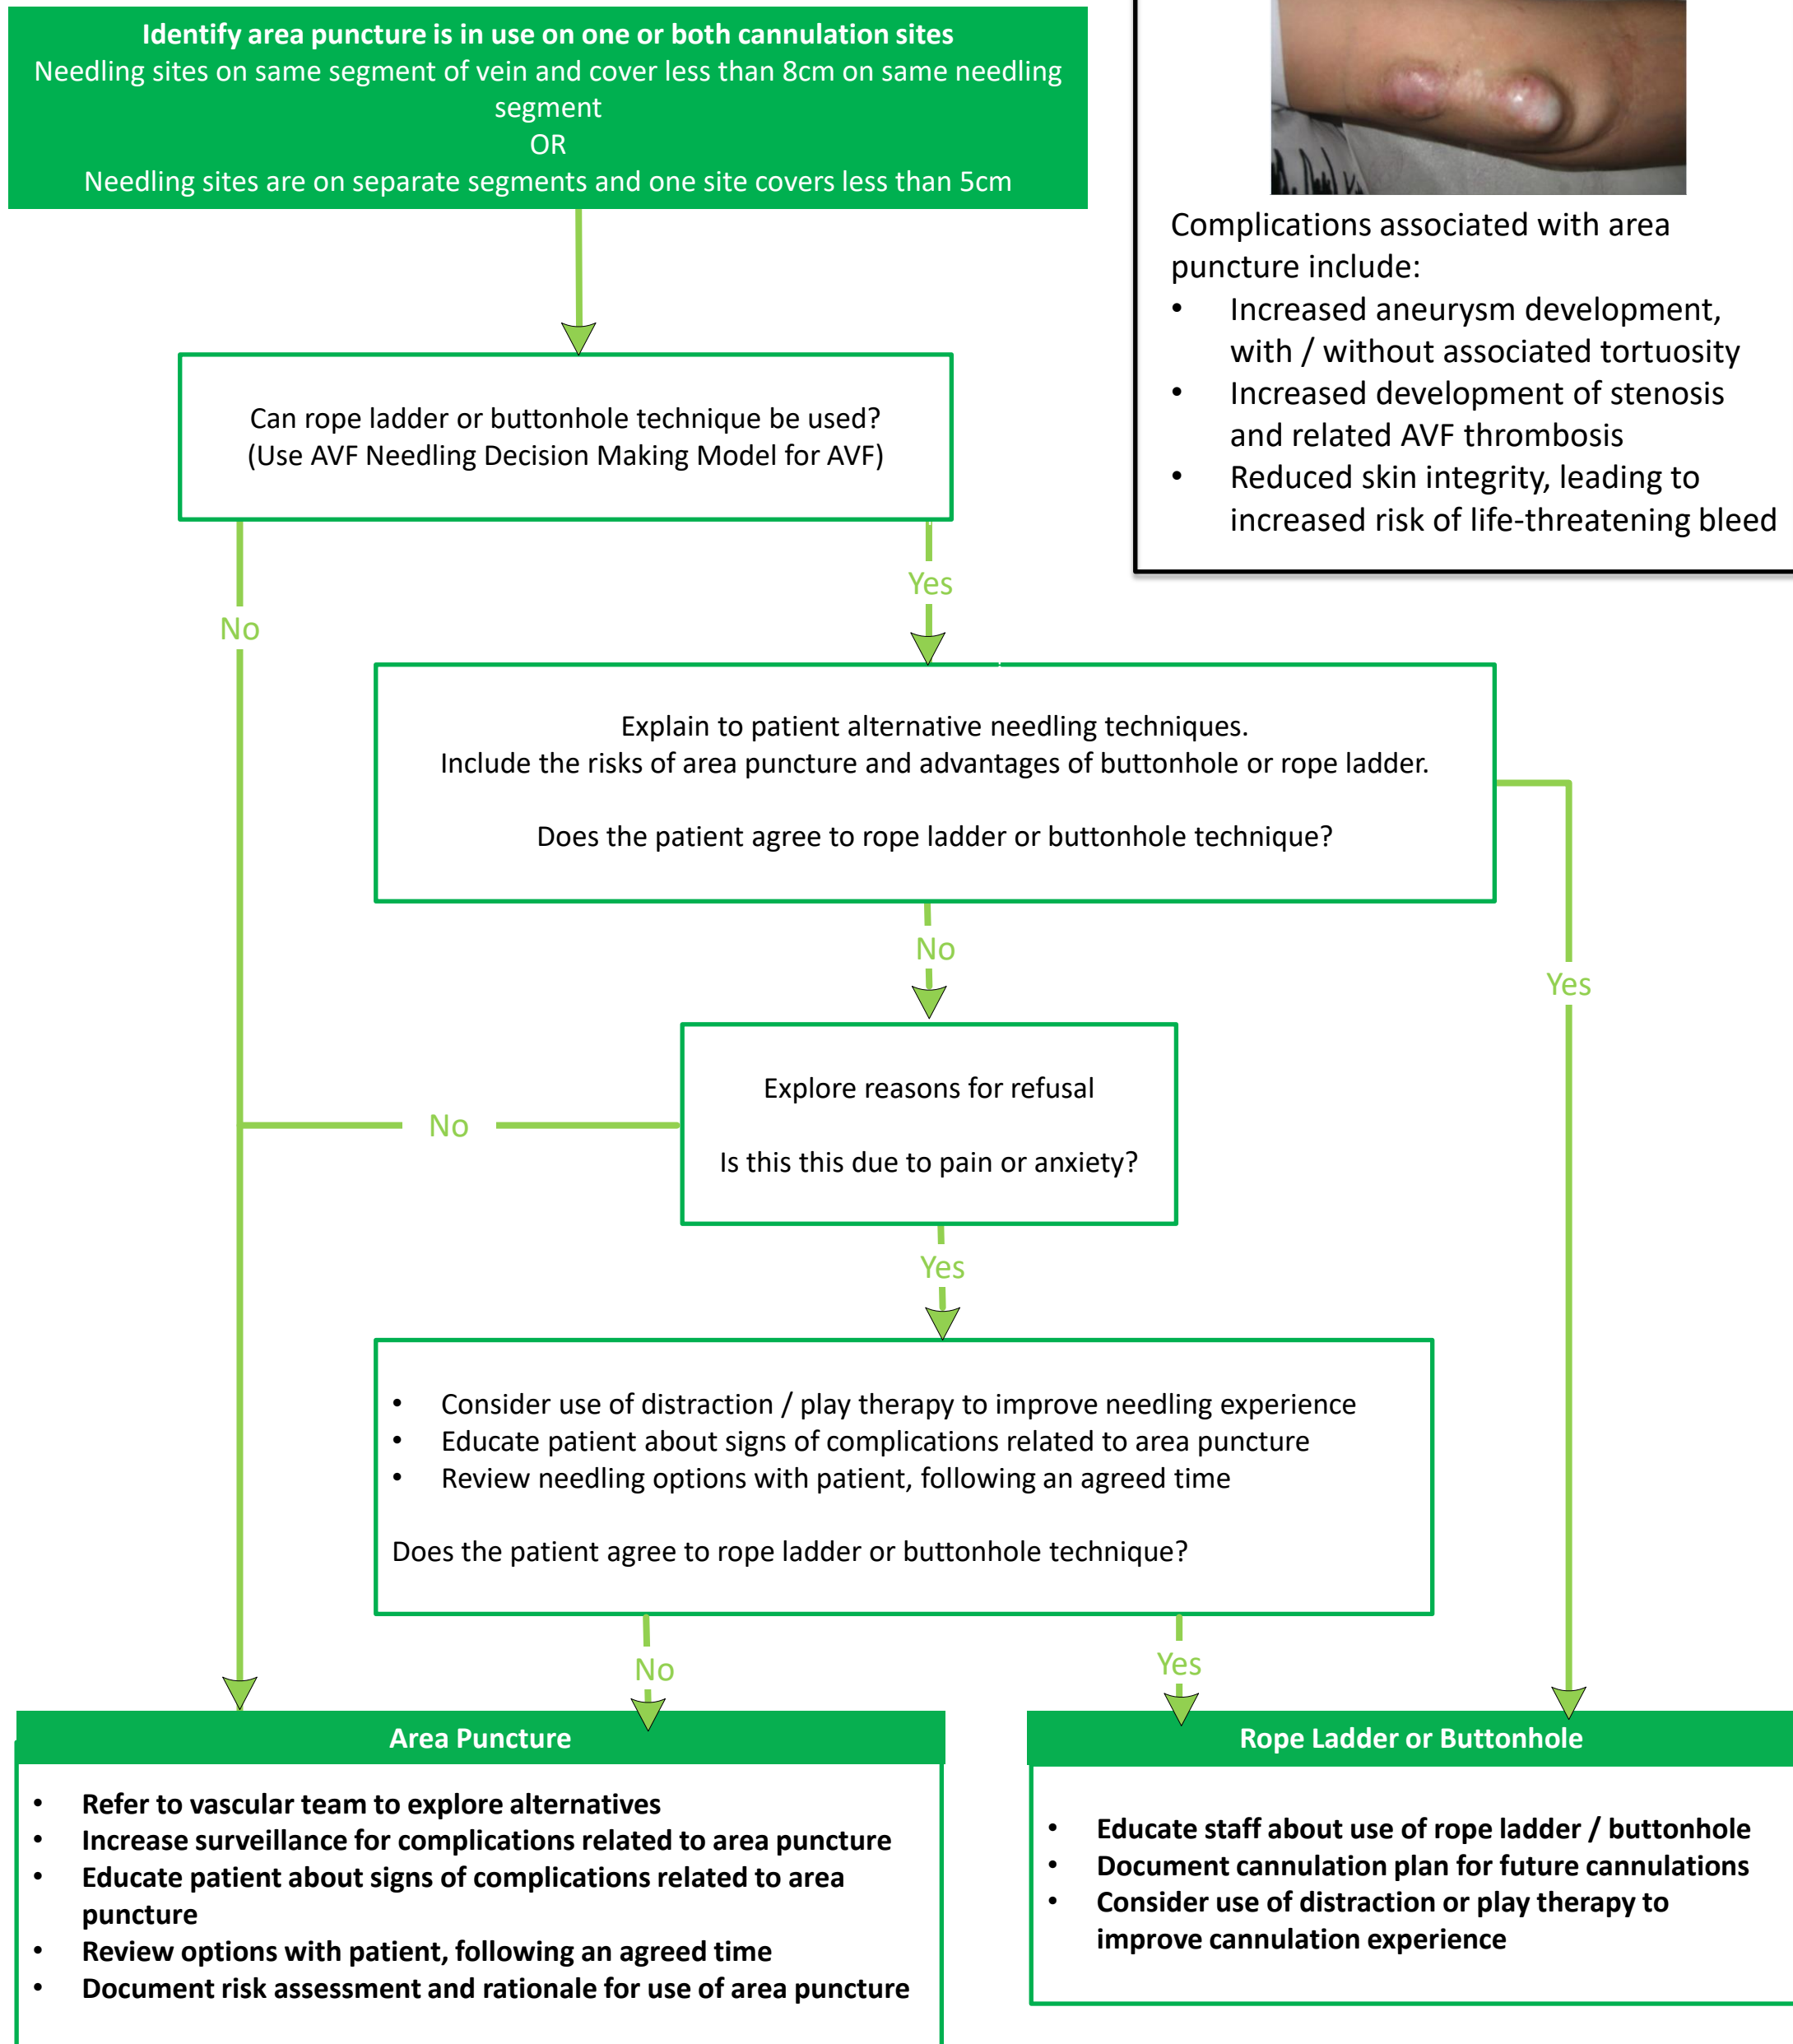 Identify area puncture is in use on one or both cannulation sites
Needling sites on same segment of vein and cover less than 8cm on same needling
segment
OR
Needling sites are on separate segments and one site covers less than 5cm
Complications associated with area
puncture include:
• Increased aneurysm development,
with / without associated tortuosity
• Increased development of stenosis
and related AVF thrombosis
• Reduced skin integrity, leading to
increased risk of life-threatening bleed
Can rope ladder or buttonhole technique be used?
(Use AVF Needling Decision Making Model for AVF)
No
Yes
Explain to patient alternative needling techniques.
Include the risks of area puncture and advantages of buttonhole or rope ladder.
Does the patient agree to rope ladder or buttonhole technique?
No
Yes
Explore reasons for refusal
Is this this due to pain or anxiety?
No
Yes
• Consider use of distraction / play therapy to improve needling experience
• Educate patient about signs of complications related to area puncture
• Review needling options with patient, following an agreed time
Does the patient agree to rope ladder or buttonhole technique?
No
Yes
Area Puncture
• Refer to vascular team to explore alternatives
• Increase surveillance for complications related to area puncture
• Educate patient about signs of complications related to area
puncture
• Review options with patient, following an agreed time
• Document risk assessment and rationale for use of area puncture
Rope Ladder or Buttonhole
• Educate staff about use of rope ladder / buttonhole
• Document cannulation plan for future cannulations
• Consider use of distraction or play therapy to
improve cannulation experience